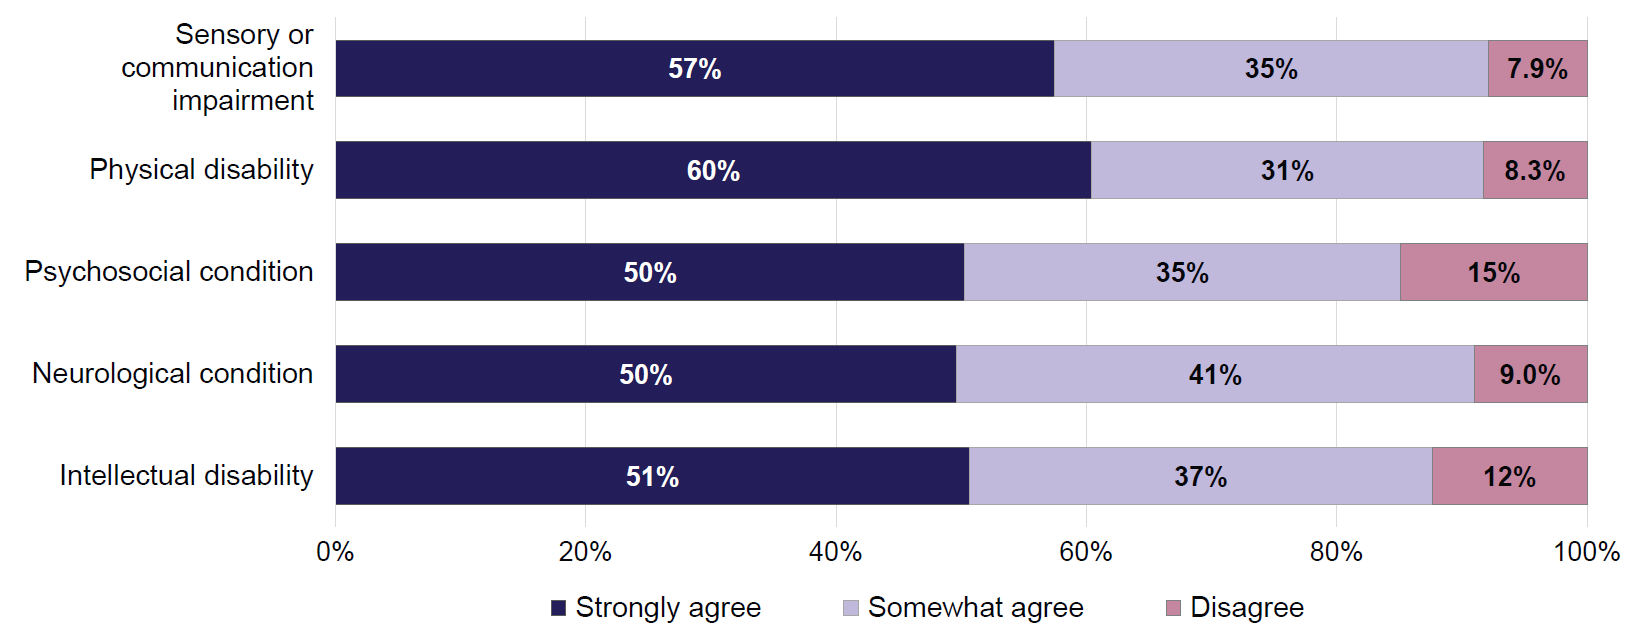 Sensory or
communication
impairment
57% 35% 7.9%
Physical disability 60% 31% 8.3%
Psychosocial condition 50% 35% 15%
Neurological condition 50% 41% 9.0%
Intellectual disability 51% 37% 12%
0% 20% 40% 60% 80% 100%
Strongly agree Somewhat agree Disagree